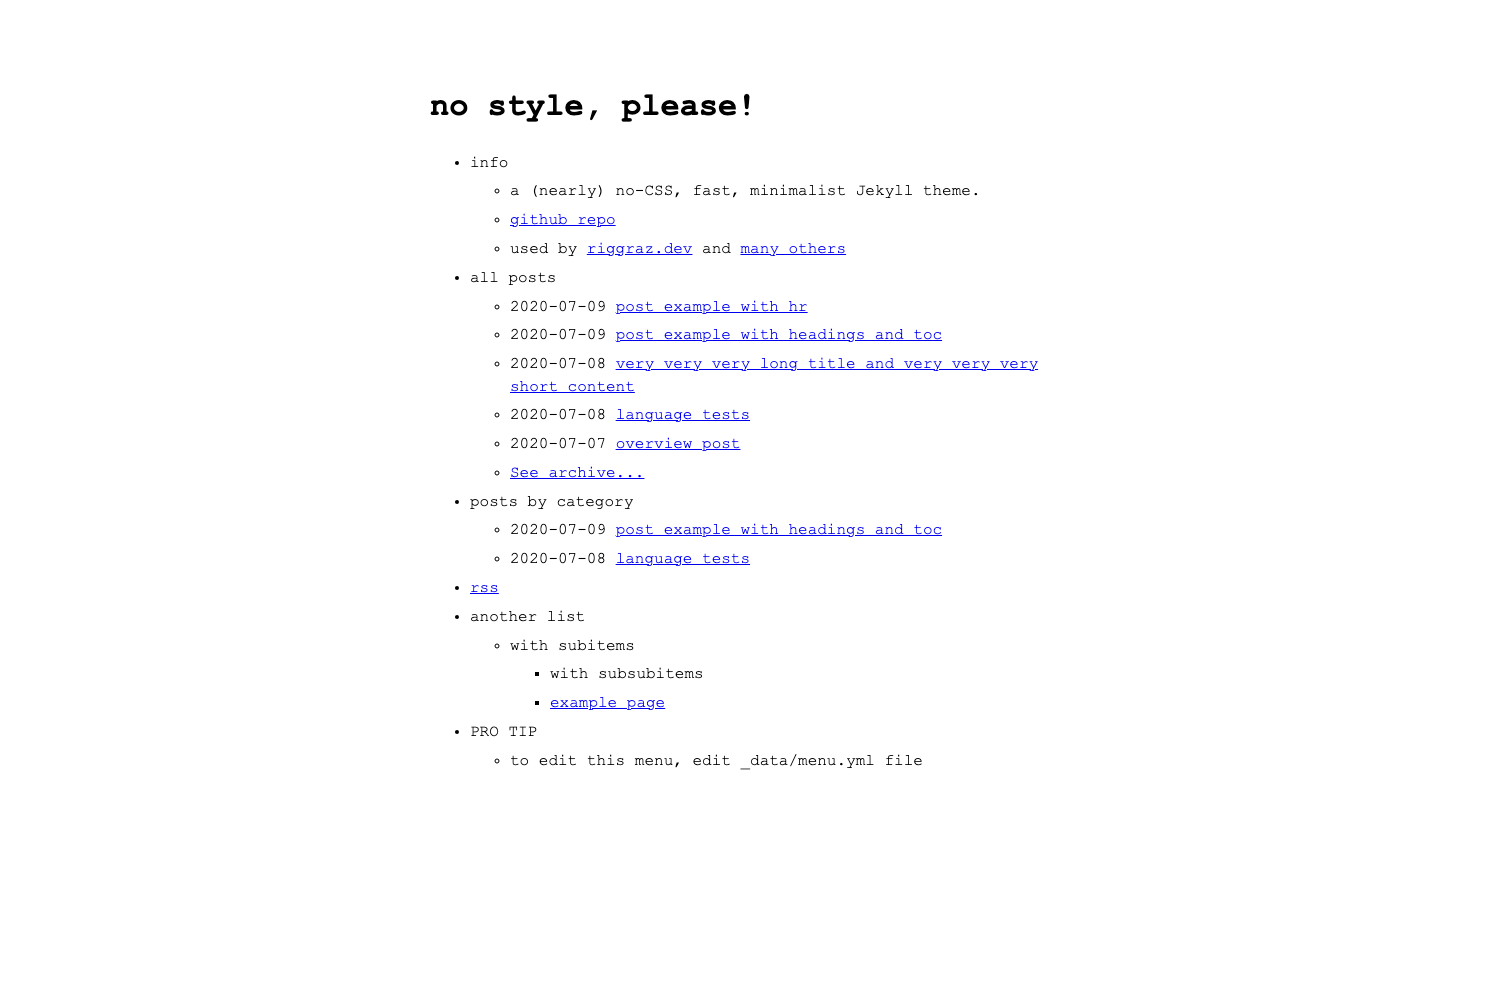 no style, please!
info
a (nearly) no-CSS, fast, minimalist Jekyll theme.
github repo
used by riggraz.dev and many others
all posts
2020-07-09 post example with hr
2020-07-09 post example with headings and toc
2020-07-08 very very very long title and very very very
short content
2020-07-08 language tests
2020-07-07 overview post
See archive...
posts by category
2020-07-09 post example with headings and toc
2020-07-08 language tests
rss
another list
with subitems
with subsubitems
example page
PRO TIP
to edit this menu, edit _data/menu.yml file